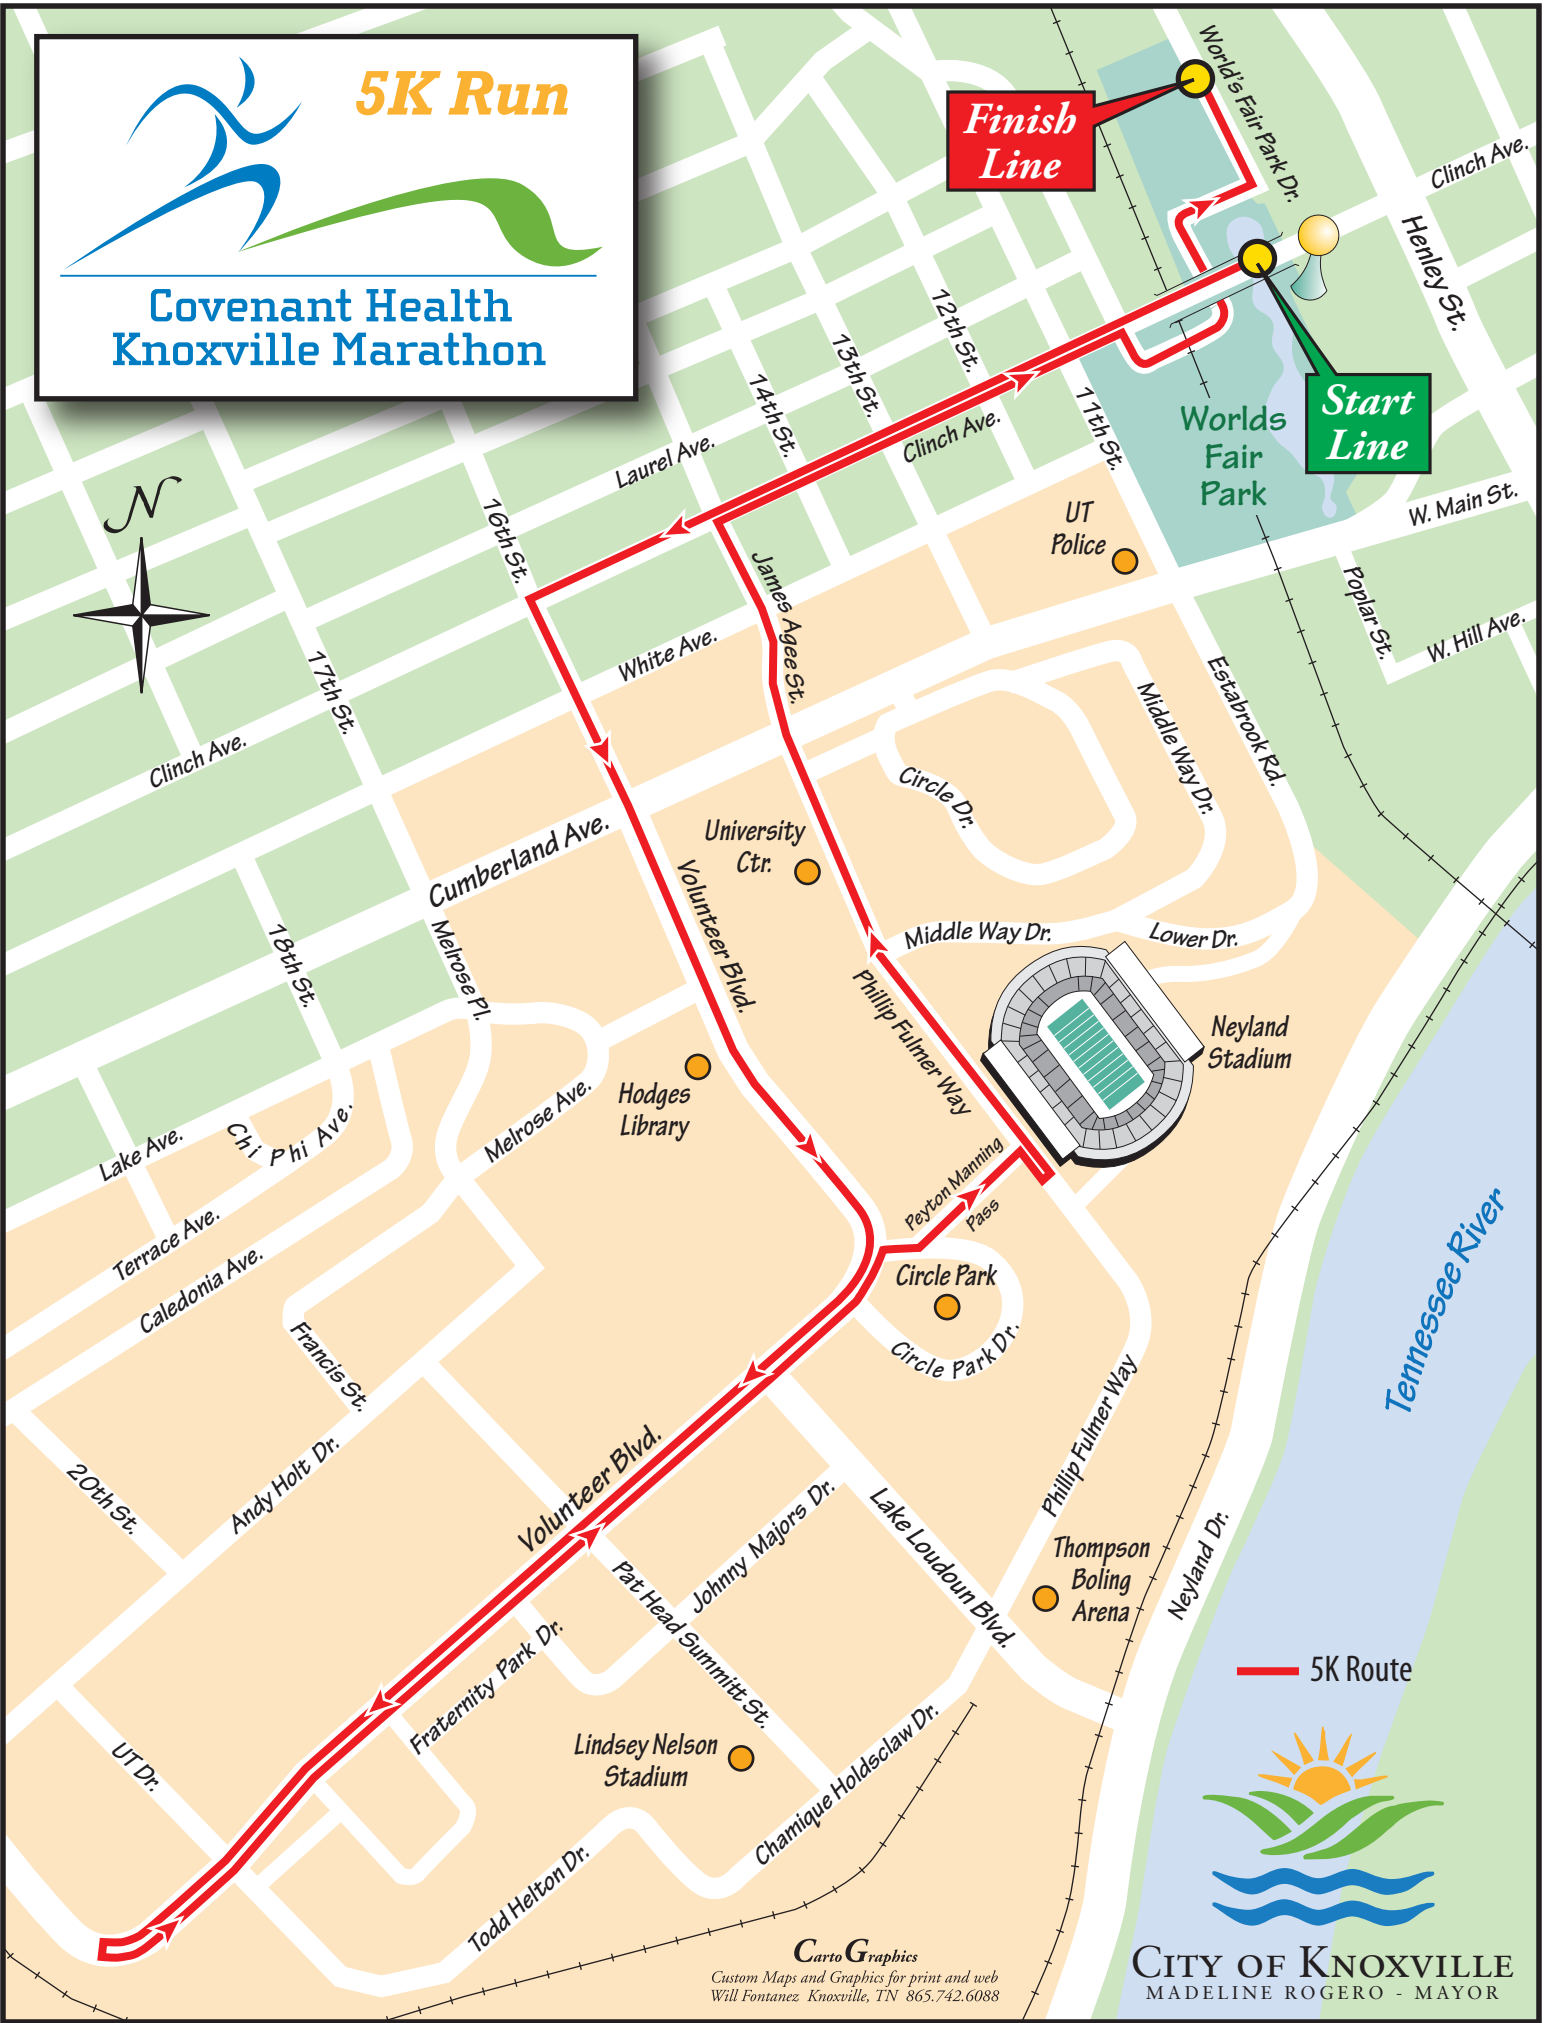 5K Run
Covenant Health
Knoxville Marathon
Finish
Line
World's Fair Park Dr.
Clinch Ave.
Henley St.
Start
Line
Worlds
Fair
Park
12th St.
13th St.
14th St.
11th St.
Clinch Ave.
Laurel Ave.
N
16th St.
UT
Police
W. Main St.
Poplar St.
W. Hill Ave.
James Agee St.
White Ave.
17th St.
Estabrook Rd.
Middle Way Dr.
Clinch Ave.
Circle Dr.
University
Ctr.
Cumberland Ave.
Volunteer Blvd.
Middle Way Dr.
Lower Dr.
18th St.
Melrose Pl.
Phillip Fulmer Way
Neyland
Stadium
Hodges
Library
Melrose Ave.
Chi Phi Ave.
Lake Ave.
Peyton Manning
Pass
Terrace Ave.
Caledonia Ave.
Circle Park
Circle Park Dr.
Tennessee River
Francis St.
Phillip Fulmer Way
20th St.
Andy Holt Dr.
Volunteer Blvd.
Johnny Majors Dr.
Lake Loudoun Blvd.
Thompson
Boling
Arena
Neyland Dr.
Pat Head Summitt St.
Fraternity Park Dr.
5K Route
UT Dr.
Lindsey Nelson
Stadium
Chamique Holdsclaw Dr.
Todd Helton Dr.
Carto Graphics
Custom Maps and Graphics for print and web
Will Fontanez Knoxville, TN 865.742.6088
City of Knoxville
MADELINE ROGERO - MAYOR